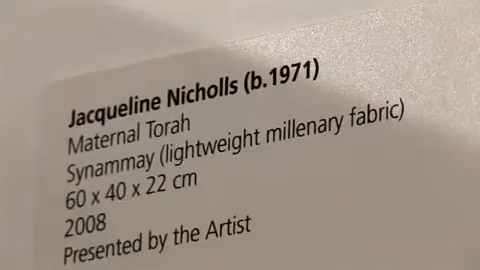 Jacqueline Nicholls (b.1971)
Maternal Torah
Synammay (lightweight millenary fabric)
60 x 40 x 22 cm
2008
Presented by the Artist